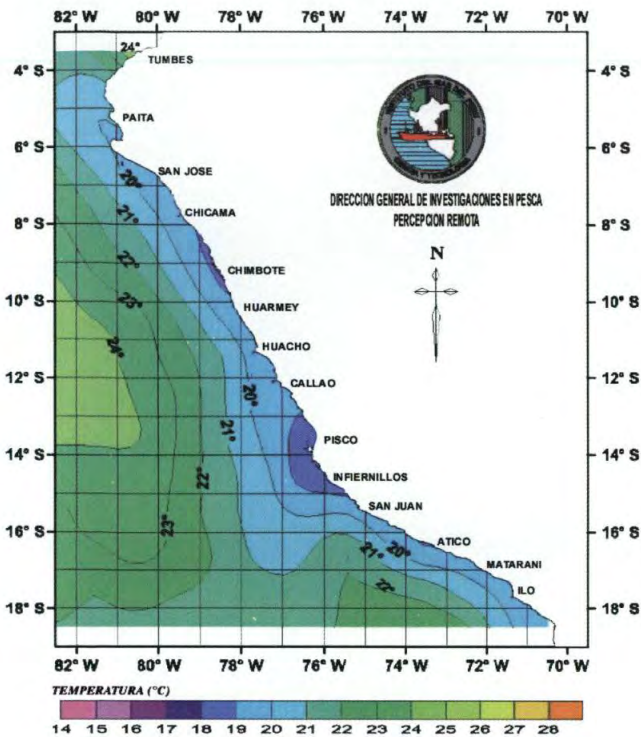 82° W 80° W 78° W 76° W 74° W 72° W 70° W
4° S
6° S
8° S
10° S
12° S
14° S
16° S
18° S
24°
TUMBES
PAITA
SAN JOSE
CHICAMA
CHIMBOTE
HUARMEY
HUACHO
CALLAO
PISCO
INFIERNILLOS
SAN JUAN
ATICO
MATARANI
ILO
20°
21°
22°
23°
24°
20°
21°
22°
23°
21°
20°
22°
DIRECCION GENERAL DE INVESTIGACIONES EN PESCA
PERCEPCION REMOTA
N
4° S
6° S
8° S
10° S
12° S
14° S
16° S
18° S
82° W 80° W 78° W 76° W 74° W 72° W 70° W
TEMPERATURA (°C)
14 15 16 17 18 19 20 21 22 23 24 25 26 27 28